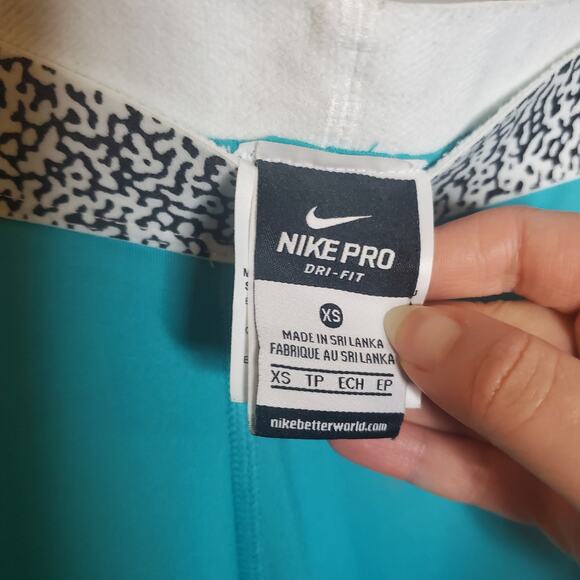 NIKE PRO
DRI-FIT
XS
MADE IN SRI LANKA
FABRIQUE AU SRI LANKA
XS TP ECH EP
nikebetterworld.com